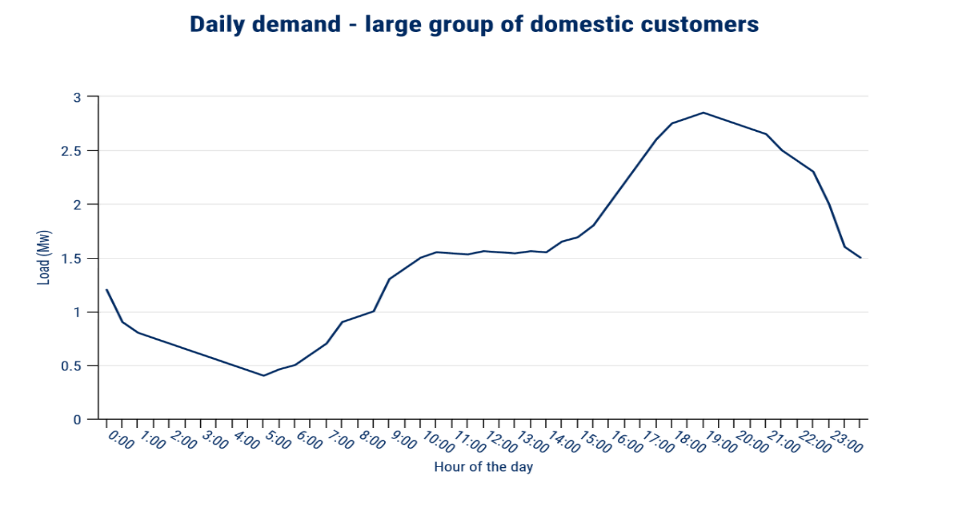 Daily demand - large group of domestic customers
3
2.5
2
1.5
1
0.5
0
Load (Mw)
0:00 1:00 2:00 3:00 4:00 5:00 6:00 7:00 8:00 9:00 10:00 11:00 12:00 13:00 14:00 15:00 16:00 17:00 18:00 19:00 20:00 21:00 22:00 23:00
Hour of the day